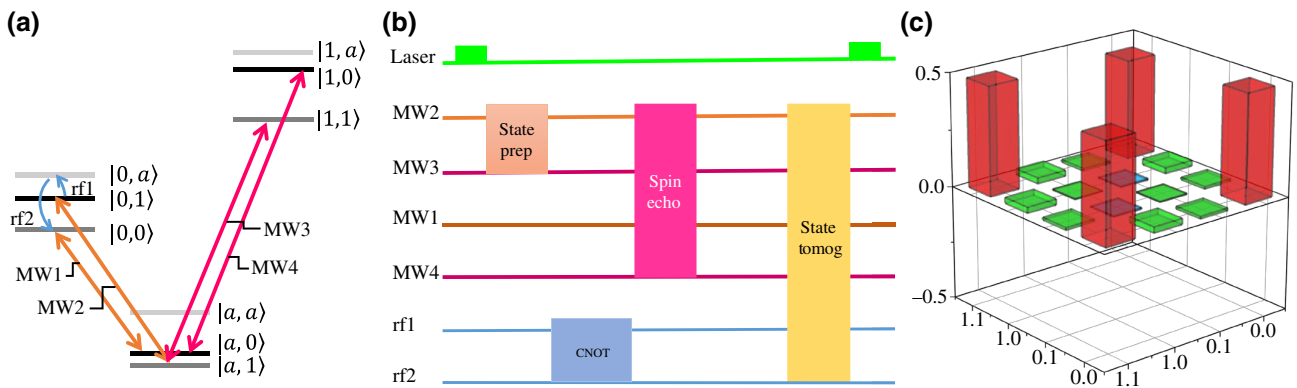 (a)
|1, a⟩
|1,0⟩
|1,1⟩
|0, a⟩
rf1
|0,1⟩
rf2
|0,0⟩
MW3
MW1
MW4
MW2
|a, a⟩
|a,0⟩
|a,1⟩
(b)
Laser
MW2
State
prep
MW3
Spin
echo
MW1
State
tomog
MW4
rf1
CNOT
rf2
(c)
0.5
0.0
−0.5
1.1
1.0
0.1
0.0
0.0
0.1
1.0
1.1